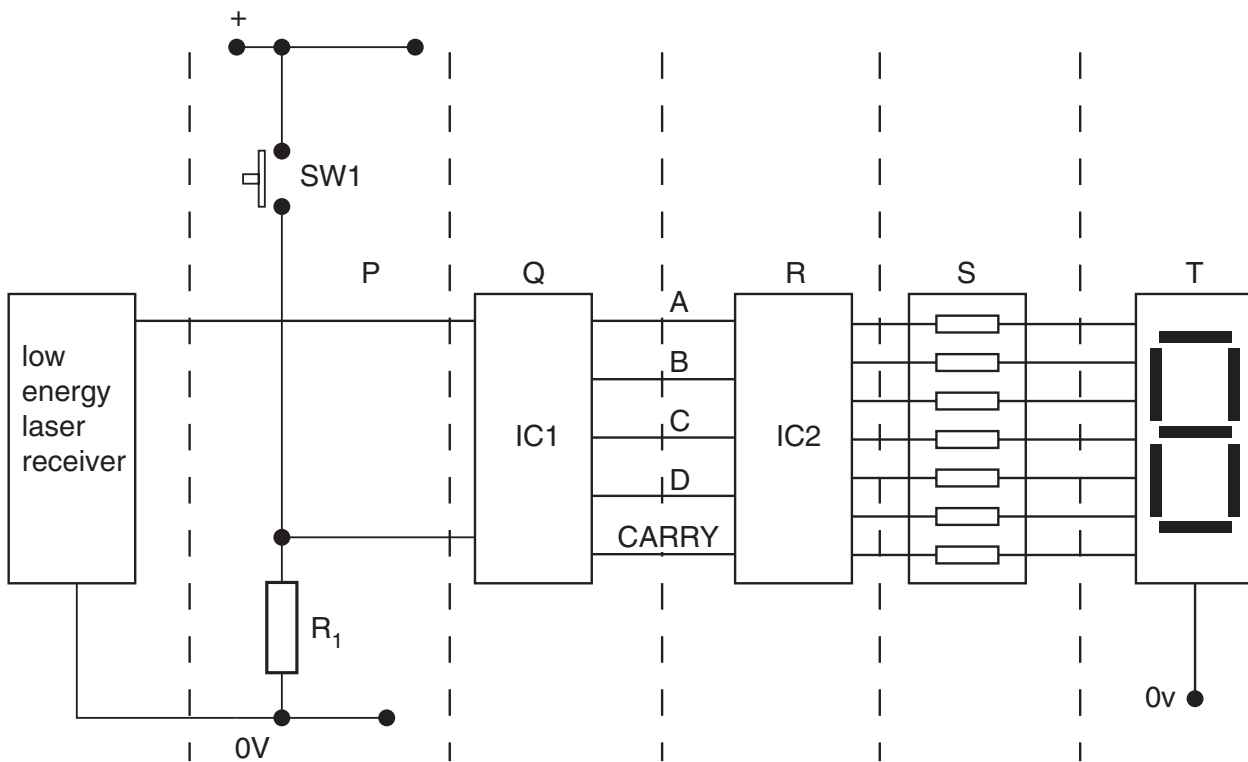 +
SW1
P
Q
R
S
T
A
B
C
D
CARRY
low
energy
laser
receiver
IC1
IC2
R1
0V
0v